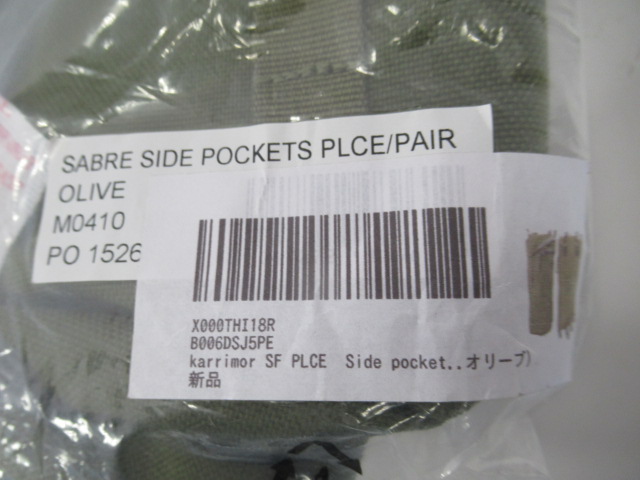 SABRE SIDE POCKETS PLCE/PAIR
OLIVE
M0410
PO 1526
X000THI18R
B006DSJ5PE
karrimor SF PLCE  Side pocket..オリーブ)
新品